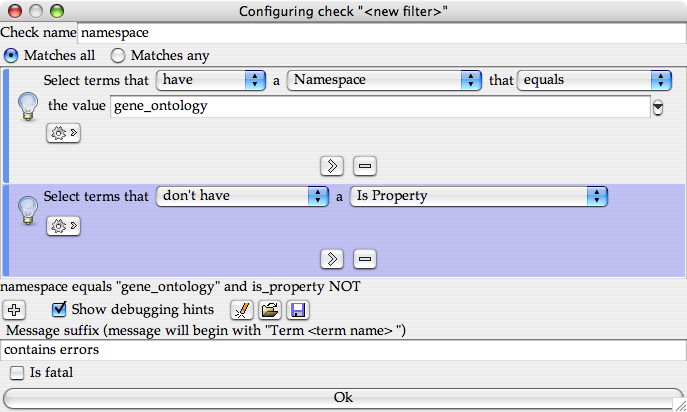 Configuring check "<new filter>"
Check name namespace
Matches all Matches any
Select terms that have a Namespace that equals
the value gene_ontology
Select terms that don't have a Is Property
namespace equals "gene_ontology" and is_property NOT
Show debugging hints
Message suffix (message will begin with "Term <term name> ")
contains errors
Is fatal
Ok